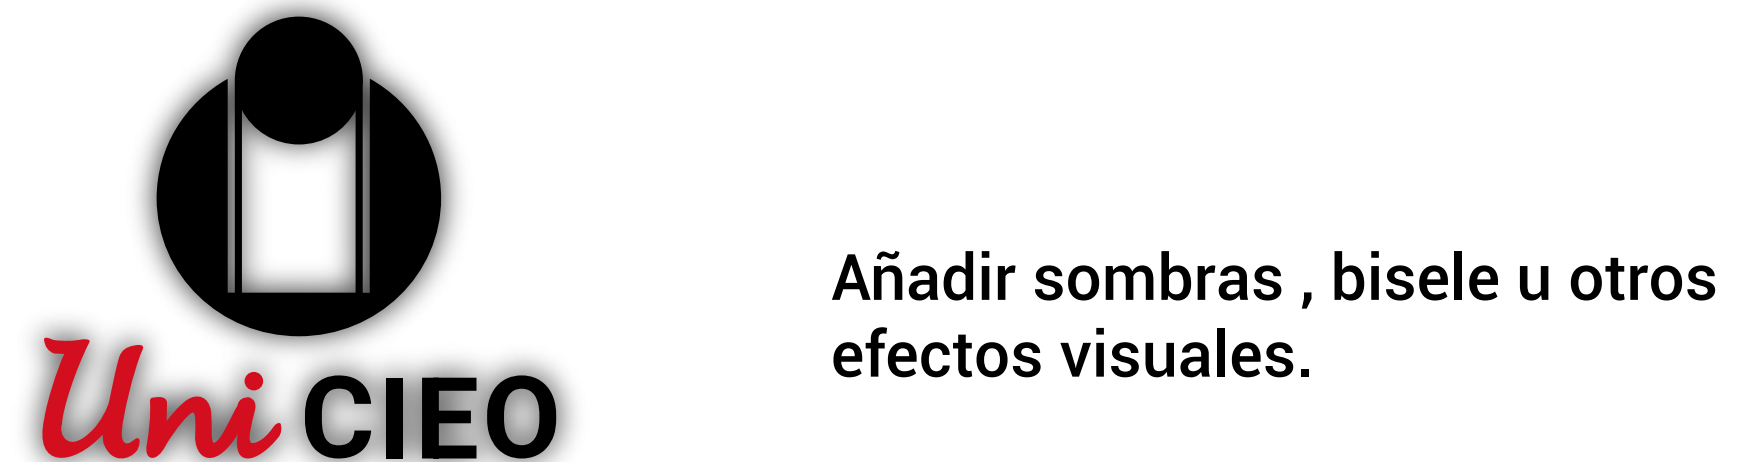 Uni CIEO
Añadir sombras , bisele u otros
efectos visuales.